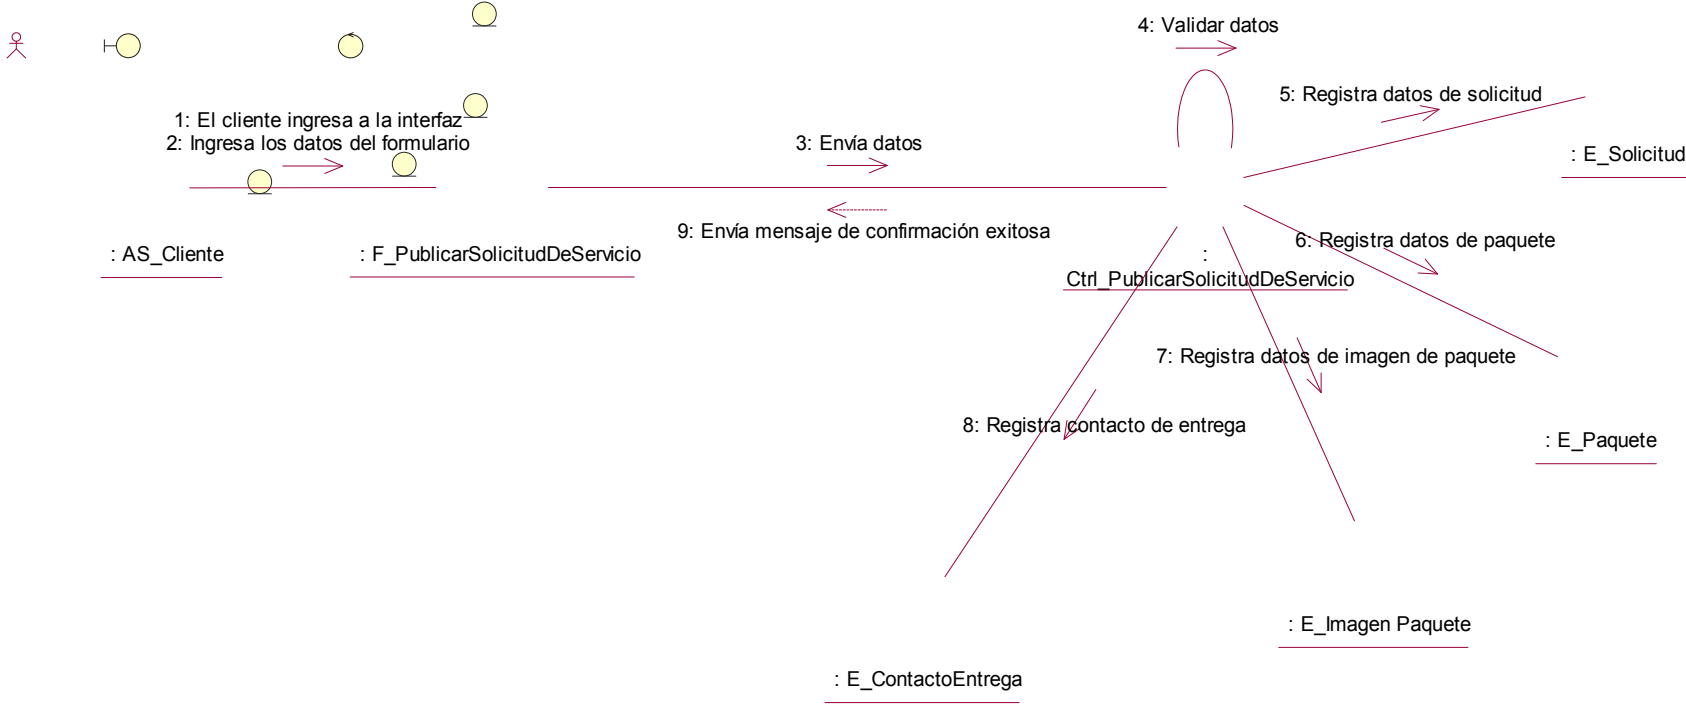 4: Validar datos
5: Registra datos de solicitud
1: El cliente ingresa a la interfaz
2: Ingresa los datos del formulario
3: Envía datos
: E_Solicitud
9: Envía mensaje de confirmación exitosa
6: Registra datos de paquete
: AS_Cliente
: F_PublicarSolicitudDeServicio
:
Ctrl_PublicarSolicitudDeServicio
7: Registra datos de imagen de paquete
8: Registra contacto de entrega
: E_Paquete
: E_Imagen Paquete
: E_ContactoEntrega